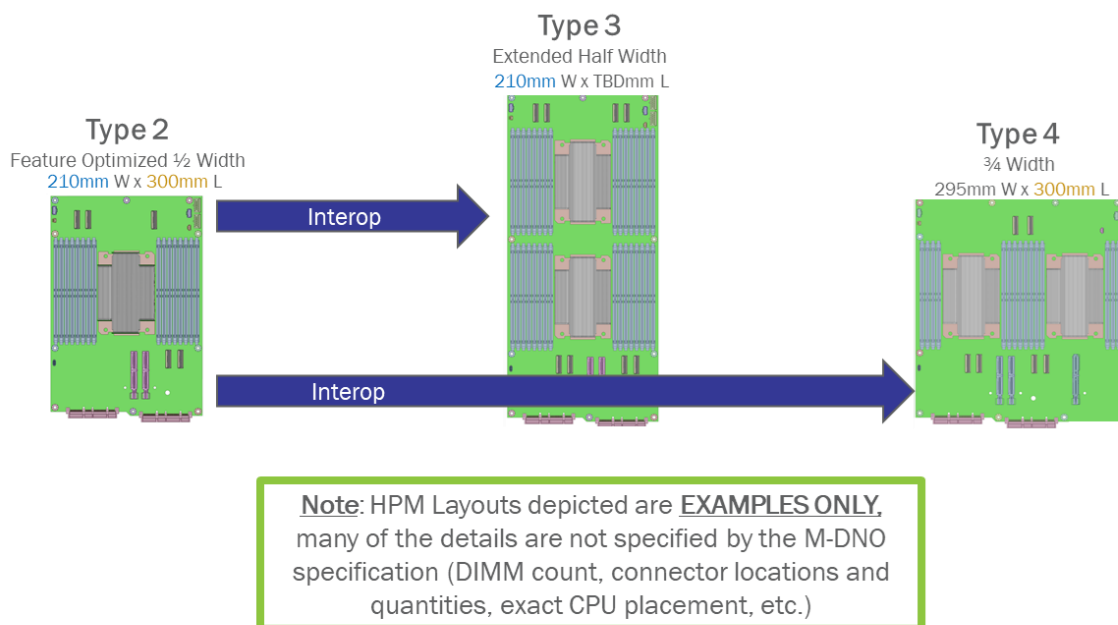 Type 3
Extended Half Width
210mm W x TBDmm L
Type 2
Feature Optimized ½ Width
210mm W x 300mm L
Type 4
¾ Width
295mm W x 300mm L
Interop
Interop
Note: HPM Layouts depicted are EXAMPLES ONLY,
many of the details are not specified by the M-DNO
specification (DIMM count, connector locations and
quantities, exact CPU placement, etc.)